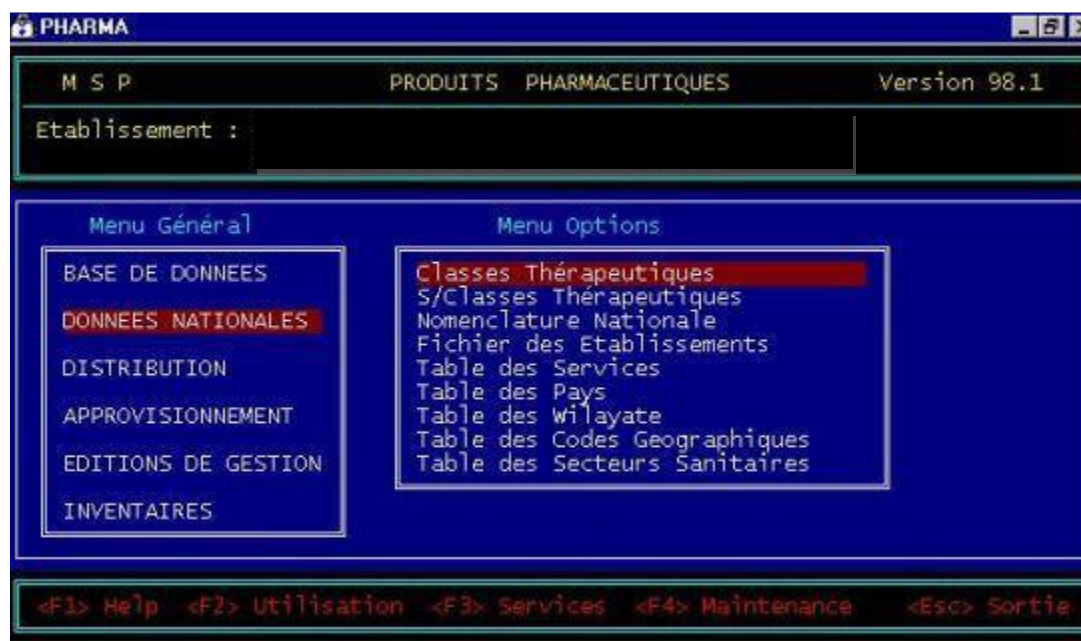 PHARMA
M S P PRODUITS PHARMACEUTIQUES Version 98.1
Etablissement :
Menu Général
BASE DE DONNEES
DONNEES NATIONALES
DISTRIBUTION
APPROVISIONNEMENT
EDITIONS DE GESTION
INVENTAIRES
Menu Options
Classes Thérapeutiques
S/Classes Thérapeutiques
Nomenclature Nationale
Fichier des Etablissements
Table des Services
Table des Pays
Table des Wilayate
Table des Codes Geographiques
Table des Secteurs Sanitaires
<F1> Help <F2> Utilisation <F3> Services <F4> Maintenance <Esc> Sortie